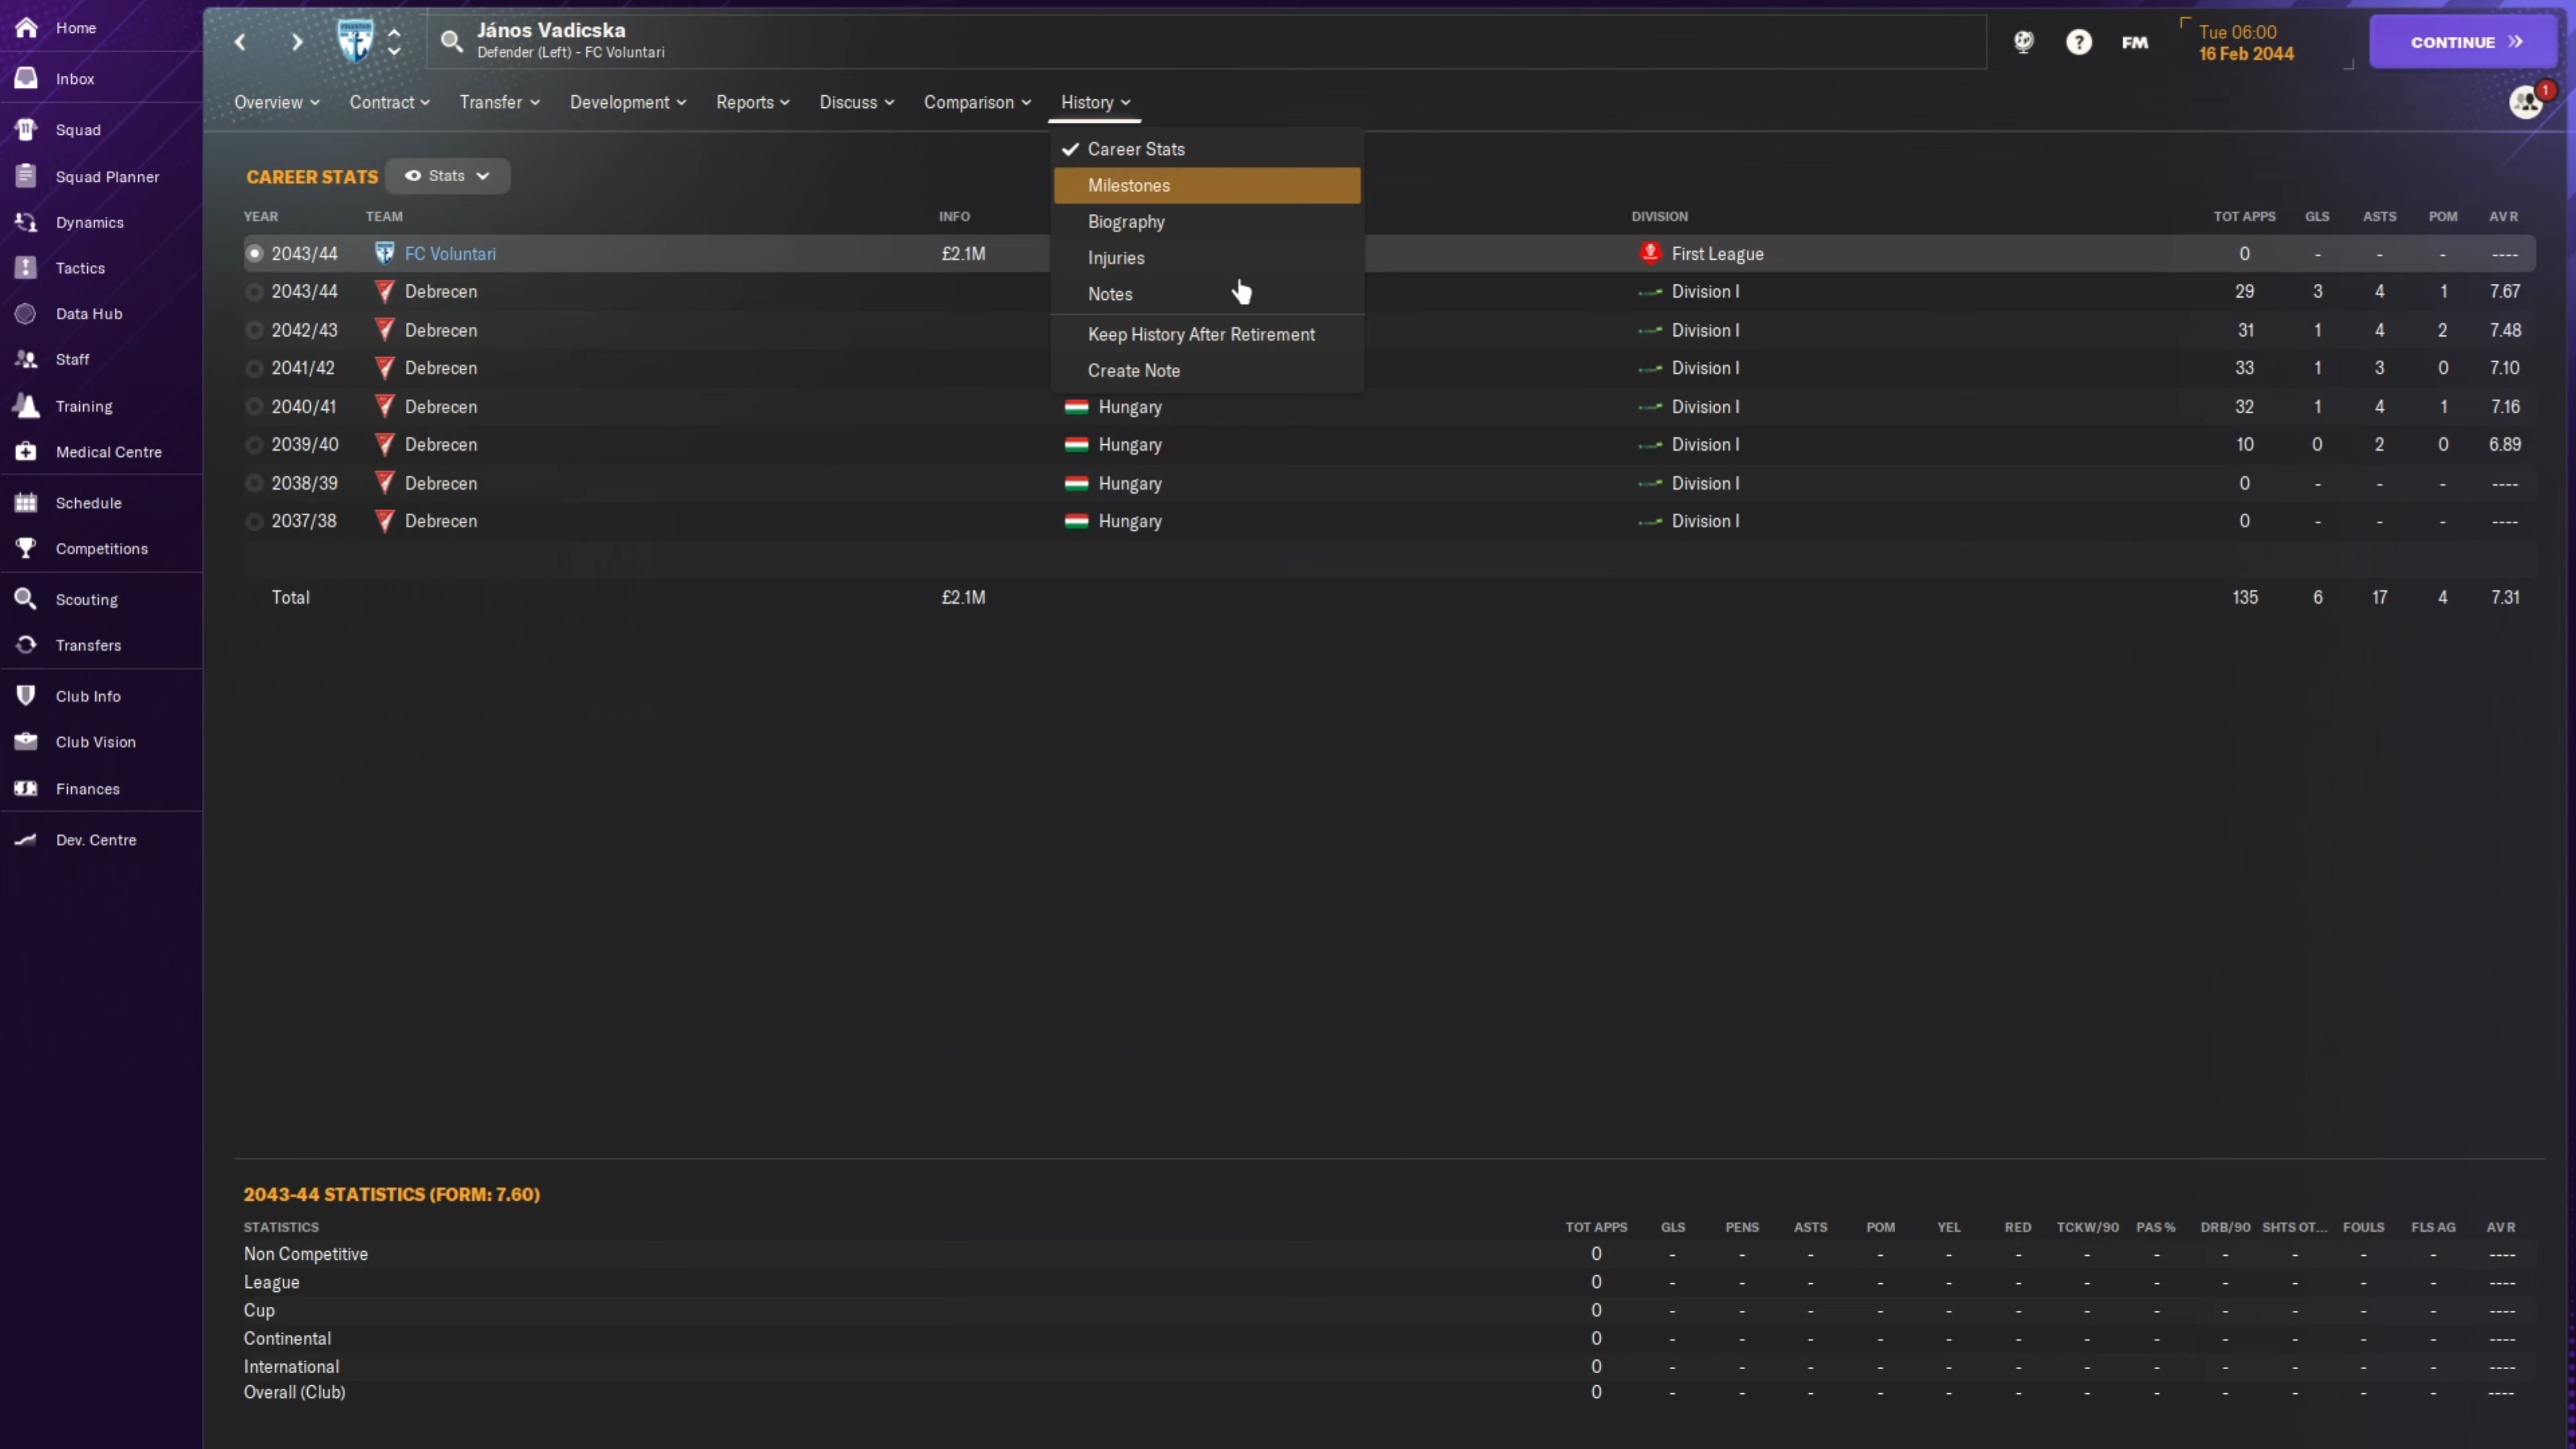 Home
Inbox
Squad
Squad Planner
Dynamics
Tactics
Data Hub
Staff
Training
Medical Centre
Schedule
Competitions
Scouting
Transfers
Club Info
Club Vision
Finances
Dev. Centre
János Vadicska
Defender (Left) - FC Voluntari
FM
Tue 06:00
16 Feb 2044
CONTINUE
1
Overview Contract Transfer Development Reports Discuss Comparison History
Career Stats
Milestones
Biography
Injuries
Notes
Keep History After Retirement
Create Note
CAREER STATS Stats
YEAR TEAM INFO DIVISION TOT APPS GLS ASTS POM AV R
2043/44 FC Voluntari £2.1M First League 0 - - - ----
2043/44 Debrecen Division I 29 3 4 1 7.67
2042/43 Debrecen Division I 31 1 4 2 7.48
2041/42 Debrecen Division I 33 1 3 0 7.10
2040/41 Debrecen Hungary Division I 32 1 4 1 7.16
2039/40 Debrecen Hungary Division I 10 0 2 0 6.89
2038/39 Debrecen Hungary Division I 0 - - - ----
2037/38 Debrecen Hungary Division I 0 - - - ----
Total £2.1M 135 6 17 4 7.31
2043-44 STATISTICS (FORM: 7.60)
STATISTICS TOT APPS GLS PENS ASTS POM YEL RED TCKW/90 PAS % DRB/90 SHTS OT... FOULS FLS AG AV R
Non Competitive 0 - - - - - - - - - - - - ----
League 0 - - - - - - - - - - - - ----
Cup 0 - - - - - - - - - - - - ----
Continental 0 - - - - - - - - - - - - ----
International 0 - - - - - - - - - - - - ----
Overall (Club) 0 - - - - - - - - - - - - ----